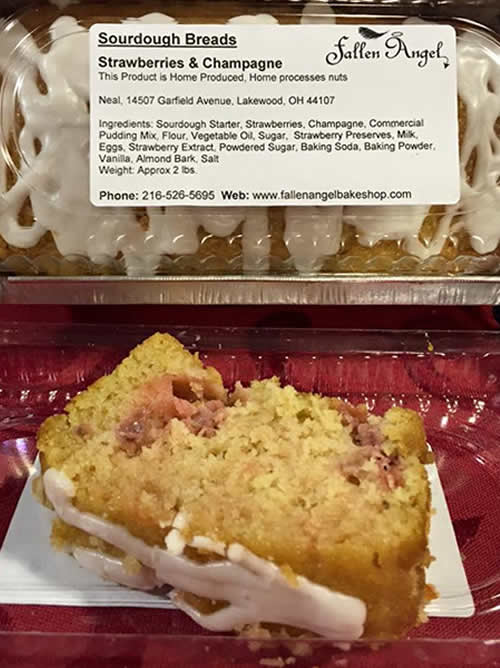 Sourdough Breads
Fallen Angel
Strawberries & Champagne
This Product is Home Produced, Home processes nuts
Neal, 14507 Garfield Avenue, Lakewood, OH 44107
Ingredients: Sourdough Starter, Strawberries, Champagne, Commercial
Pudding Mix, Flour, Vegetable Oil, Sugar, Strawberry Preserves, Milk,
Eggs, Strawberry Extract, Powdered Sugar, Baking Soda, Baking Powder,
Vanilla, Almond Bark, Salt
Weight: Approx 2 lbs.
Phone: 216-526-5695 Web: www.fallenangelbakeshop.com